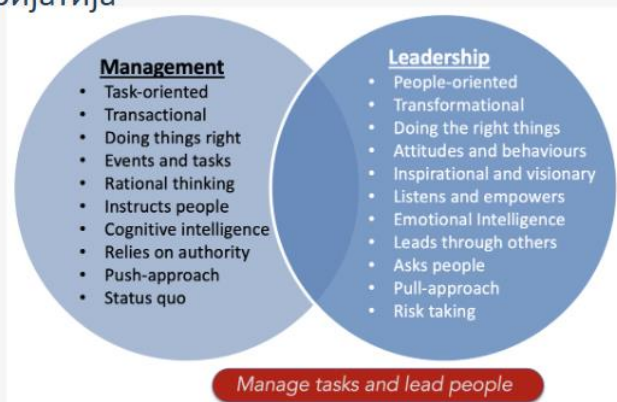 Management
• Task-oriented
• Transactional
• Doing things right
• Events and tasks
• Rational thinking
• Instructs people
• Cognitive intelligence
• Relies on authority
• Push-approach
• Status quo
Leadership
• People-oriented
• Transformational
• Doing the right things
• Attitudes and behaviours
• Inspirational and visionary
• Listens and empowers
• Emotional Intelligence
• Leads through others
• Asks people
• Pull-approach
• Risk taking
Manage tasks and lead people